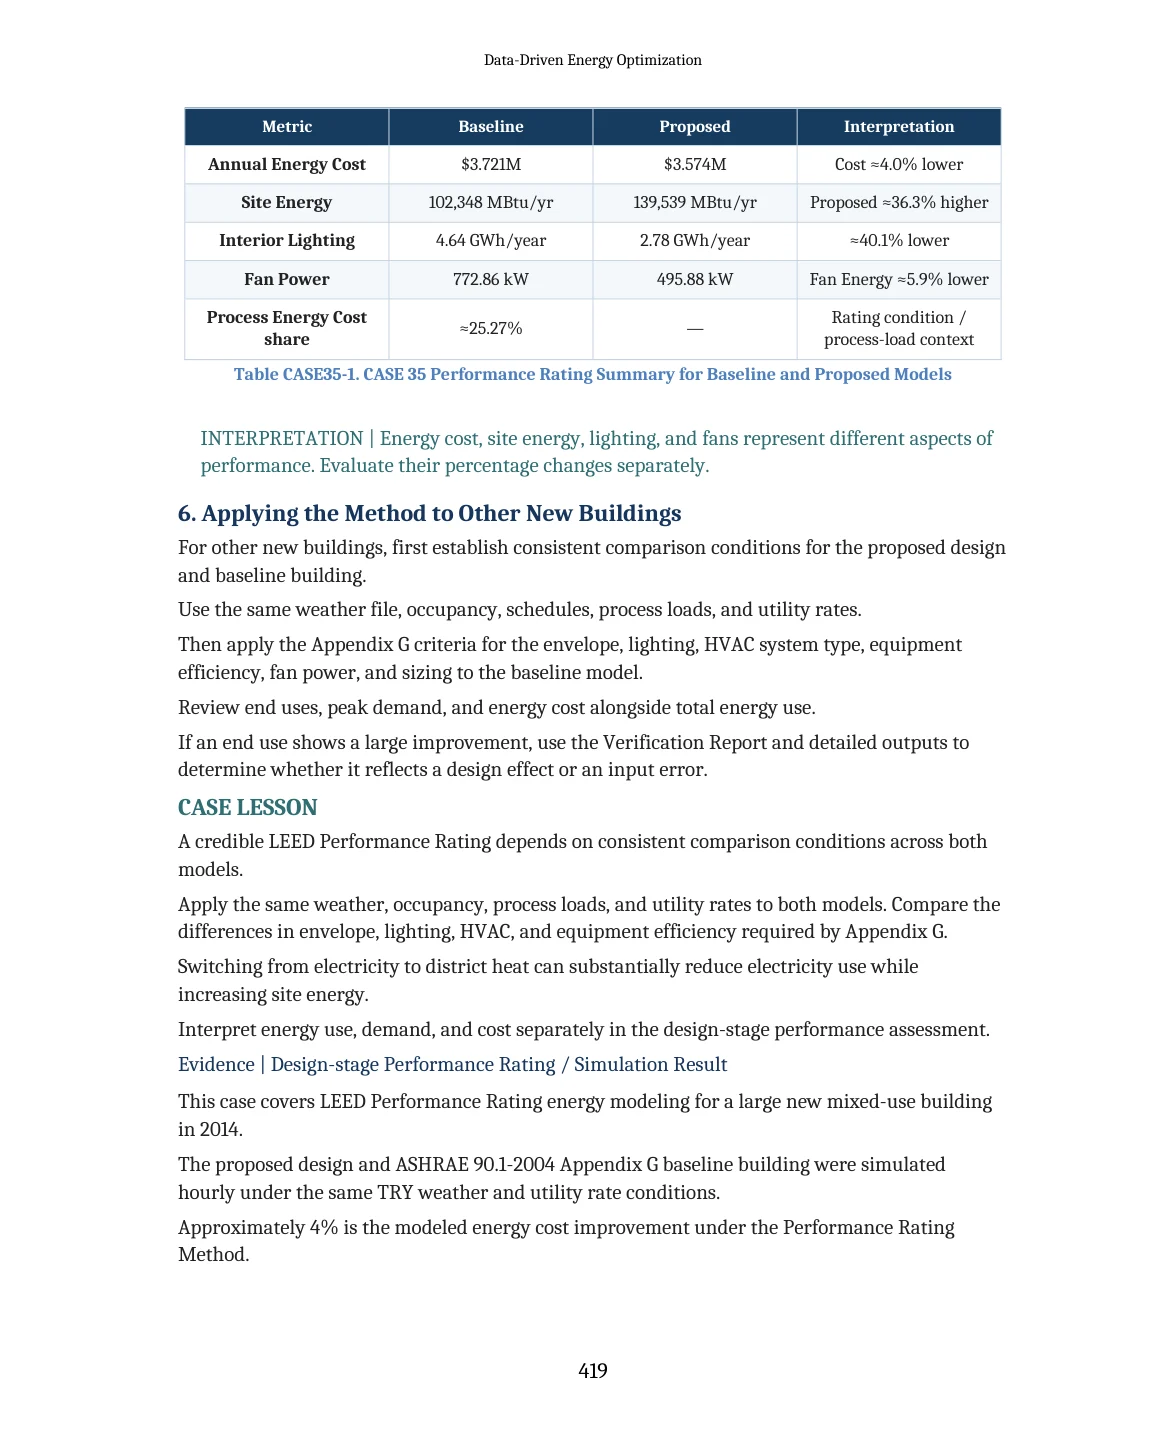 Data-Driven Energy Optimization
Metric Baseline Proposed Interpretation
Annual Energy Cost $3.721M $3.574M Cost ≈4.0% lower
Site Energy 102,348 MBtu/yr 139,539 MBtu/yr Proposed ≈36.3% higher
Interior Lighting 4.64 GWh/year 2.78 GWh/year ≈40.1% lower
Fan Power 772.86 kW 495.88 kW Fan Energy ≈5.9% lower
Process Energy Cost share ≈25.27% — Rating condition / process-load context
Table CASE35-1. CASE 35 Performance Rating Summary for Baseline and Proposed Models
INTERPRETATION | Energy cost, site energy, lighting, and fans represent different aspects of
performance. Evaluate their percentage changes separately.
6. Applying the Method to Other New Buildings
For other new buildings, first establish consistent comparison conditions for the proposed design
and baseline building.
Use the same weather file, occupancy, schedules, process loads, and utility rates.
Then apply the Appendix G criteria for the envelope, lighting, HVAC system type, equipment
efficiency, fan power, and sizing to the baseline model.
Review end uses, peak demand, and energy cost alongside total energy use.
If an end use shows a large improvement, use the Verification Report and detailed outputs to
determine whether it reflects a design effect or an input error.
CASE LESSON
A credible LEED Performance Rating depends on consistent comparison conditions across both
models.
Apply the same weather, occupancy, process loads, and utility rates to both models. Compare the
differences in envelope, lighting, HVAC, and equipment efficiency required by Appendix G.
Switching from electricity to district heat can substantially reduce electricity use while
increasing site energy.
Interpret energy use, demand, and cost separately in the design-stage performance assessment.
Evidence | Design-stage Performance Rating / Simulation Result
This case covers LEED Performance Rating energy modeling for a large new mixed-use building
in 2014.
The proposed design and ASHRAE 90.1-2004 Appendix G baseline building were simulated
hourly under the same TRY weather and utility rate conditions.
Approximately 4% is the modeled energy cost improvement under the Performance Rating
Method.
419